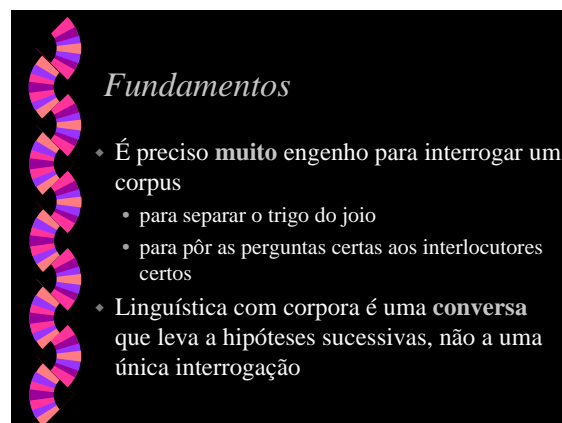 Fundamentos
É preciso muito engenho para interrogar um
corpus
para separar o trigo do joio
para pôr as perguntas certas aos interlocutores
certos
Linguística com corpora é uma conversa
que leva a hipóteses sucessivas, não a uma
única interrogação